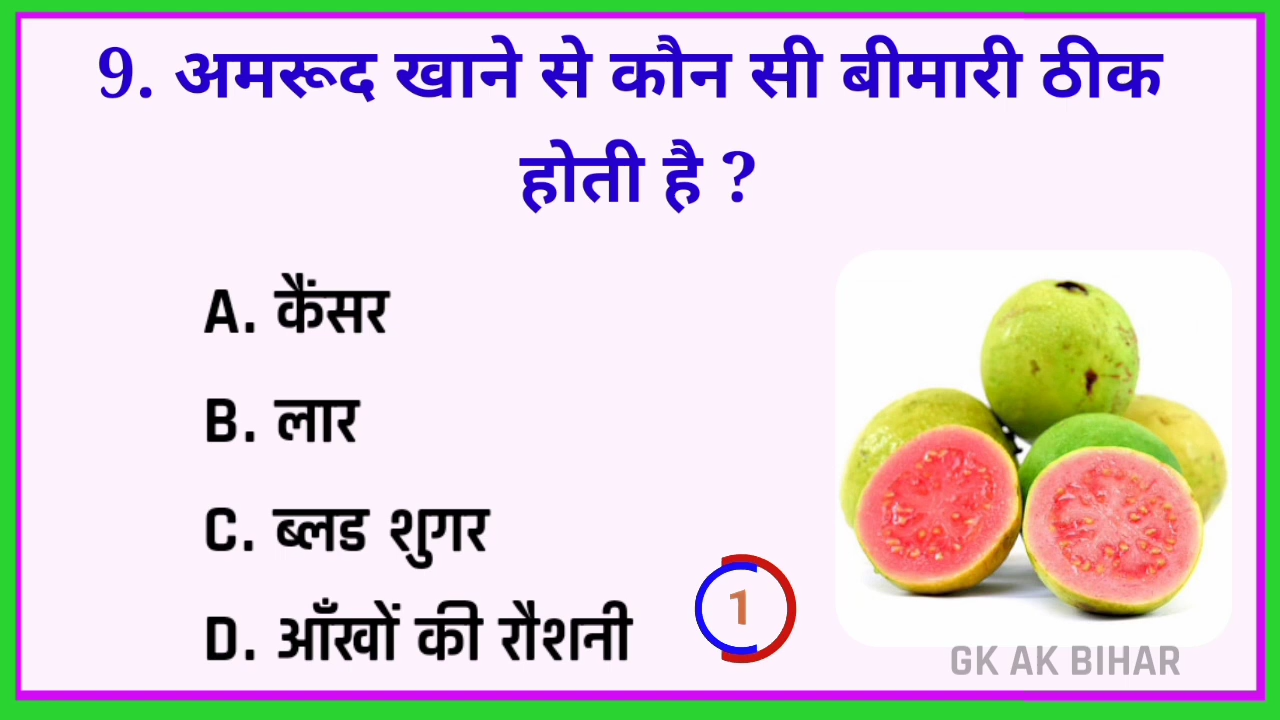 9. अमरूद खाने से कौन सी बीमारी ठीक
होती है ?
A. कैंसर
B. लार
C. ब्लड शुगर
D. आँखों की रौशनी
1
GK AK BIHAR